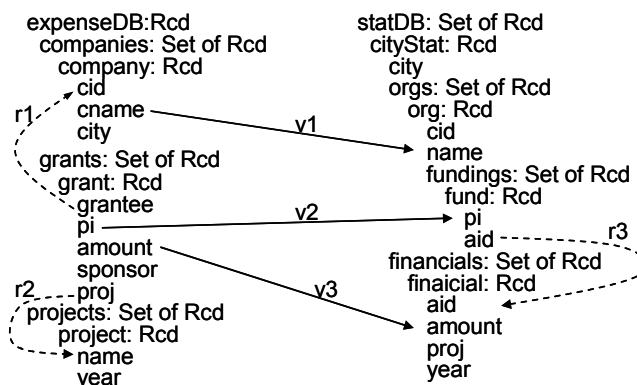 expenseDB:Rcd
companies: Set of Rcd
company: Rcd
cid
cname
city
grants: Set of Rcd
grant: Rcd
grantee
pi
amount
sponsor
proj
projects: Set of Rcd
project: Rcd
name
year
r1
r2
v1
v2
v3
statDB: Set of Rcd
cityStat: Rcd
city
orgs: Set of Rcd
org: Rcd
cid
name
fundings: Set of Rcd
fund: Rcd
pi
aid
financials: Set of Rcd
finaicial: Rcd
aid
amount
proj
year
r3